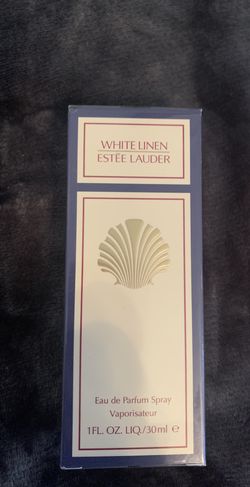 WHITE LINEN
ESTĒE LAUDER
Eau de Parfum Spray
Vaporisateur
1FL. OZ. LIQ./30ml ℮